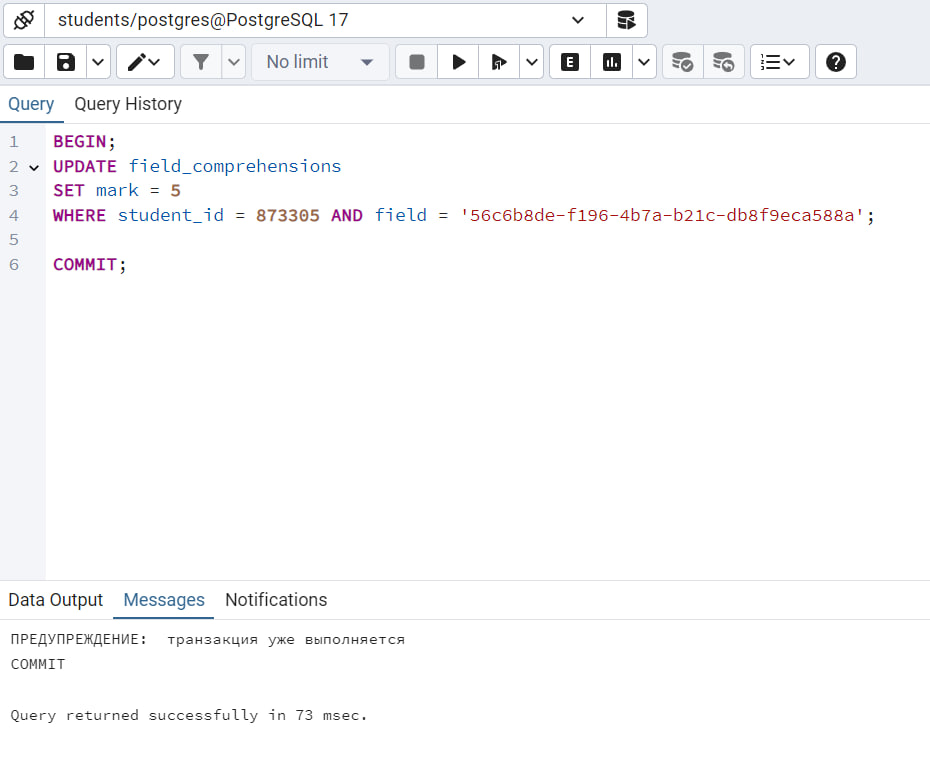 students/postgres@PostgreSQL 17
No limit
E
Query Query History
1 BEGIN;
2 UPDATE field_comprehensions
3 SET mark = 5
4 WHERE student_id = 873305 AND field = '56c6b8de-f196-4b7a-b21c-db8f9eca588a';
5
6 COMMIT;
Data Output Messages Notifications
ПРЕДУПРЕЖДЕНИЕ: транзакция уже выполняется
COMMIT
Query returned successfully in 73 msec.